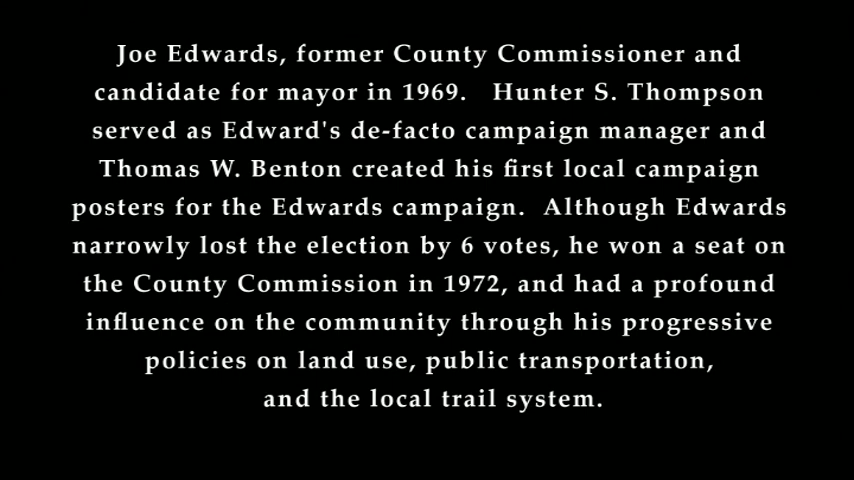 Joe Edwards, former County Commissioner and
candidate for mayor in 1969.   Hunter S. Thompson
served as Edward's de-facto campaign manager and
Thomas W. Benton created his first local campaign
posters for the Edwards campaign.  Although Edwards
narrowly lost the election by 6 votes, he won a seat on
the County Commission in 1972, and had a profound
influence on the community through his progressive
policies on land use, public transportation,
and the local trail system.